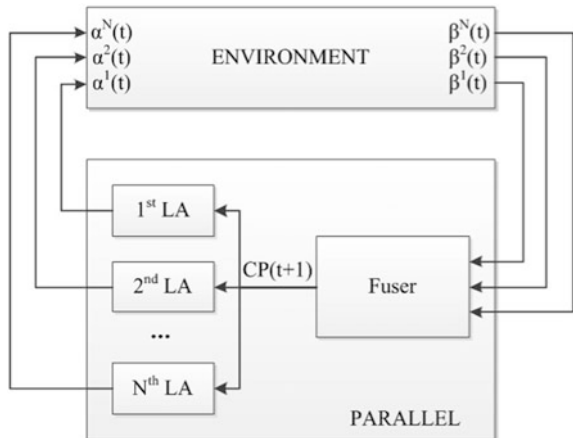 α^N(t)
α^2(t)
α^1(t)
ENVIRONMENT
β^N(t)
β^2(t)
β^1(t)
1^st LA
2^nd LA
...
N^th LA
CP(t+1)
Fuser
PARALLEL